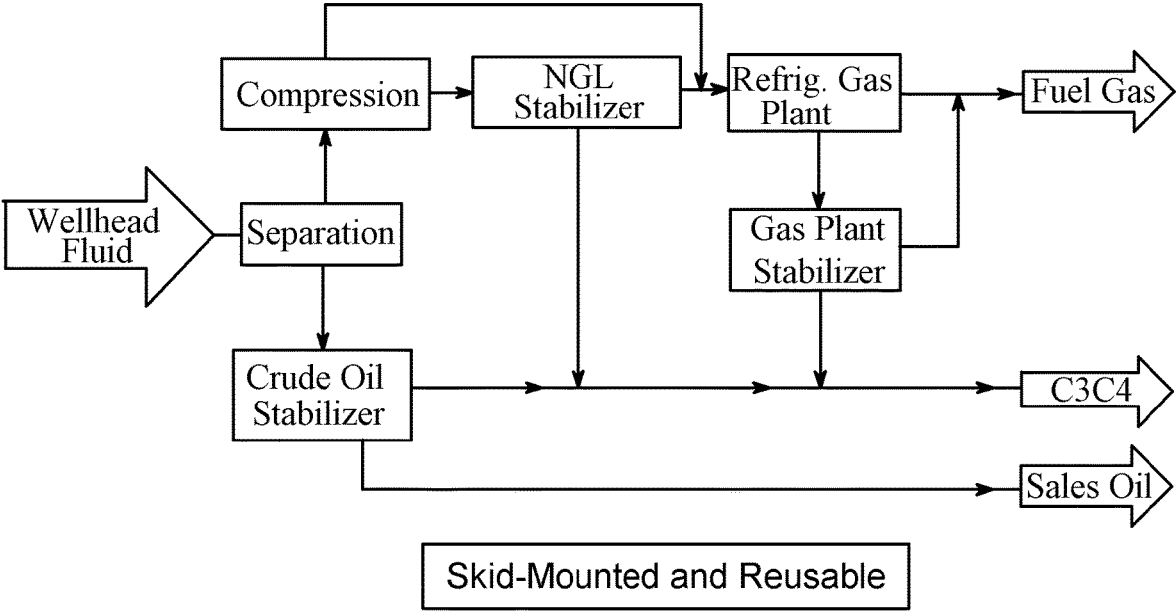 Compression
NGL
Stabilizer
Refrig. Gas
Plant
Fuel Gas
Wellhead
Fluid
Separation
Gas Plant
Stabilizer
Crude Oil
Stabilizer
C3C4
Sales Oil
Skid-Mounted and Reusable